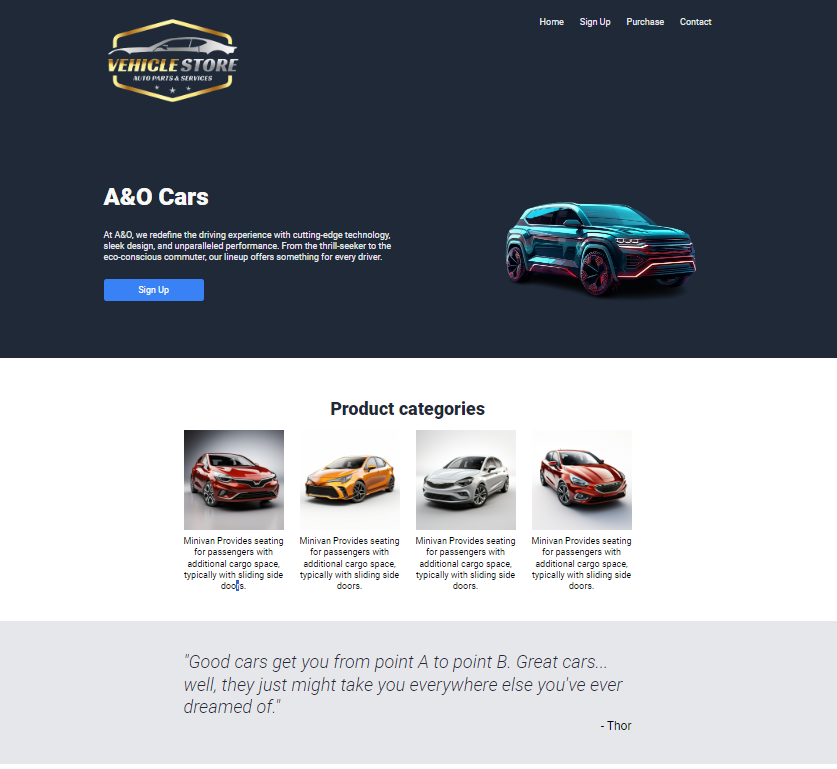 Home Sign Up Purchase Contact
VEHICLE STORE
AUTO PARTS & SERVICES
A&O Cars
At A&O, we redefine the driving experience with cutting-edge technology,
sleek design, and unparalleled performance. From the thrill-seeker to the
eco-conscious commuter, our lineup offers something for every driver.
Sign Up
Product categories
Minivan Provides seating
for passengers with
additional cargo space,
typically with sliding side
doors.
Minivan Provides seating
for passengers with
additional cargo space,
typically with sliding side
doors.
Minivan Provides seating
for passengers with
additional cargo space,
typically with sliding side
doors.
Minivan Provides seating
for passengers with
additional cargo space,
typically with sliding side
doors.
"Good cars get you from point A to point B. Great cars...
well, they just might take you everywhere else you've ever
dreamed of."
- Thor